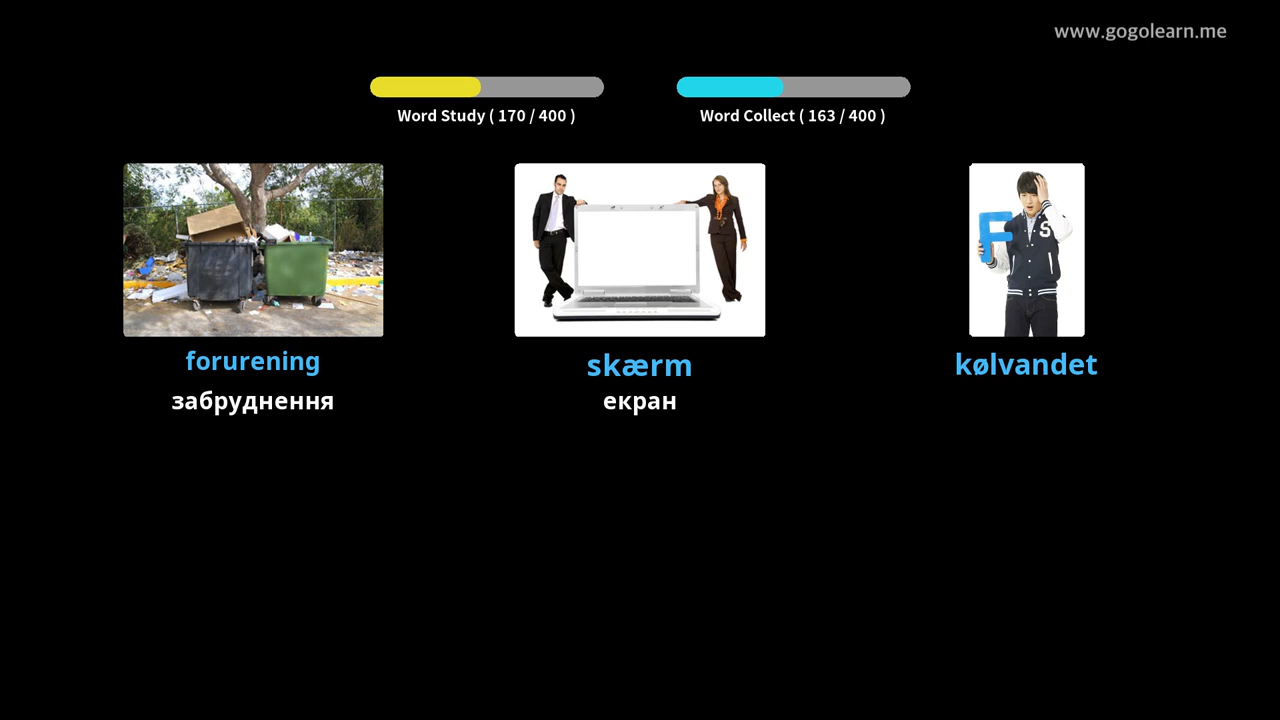 www.gogolearn.me
Word Study ( 170 / 400 )
Word Collect ( 163 / 400 )
F
S
forurening
skærm
kølvandet
забруднення
екран